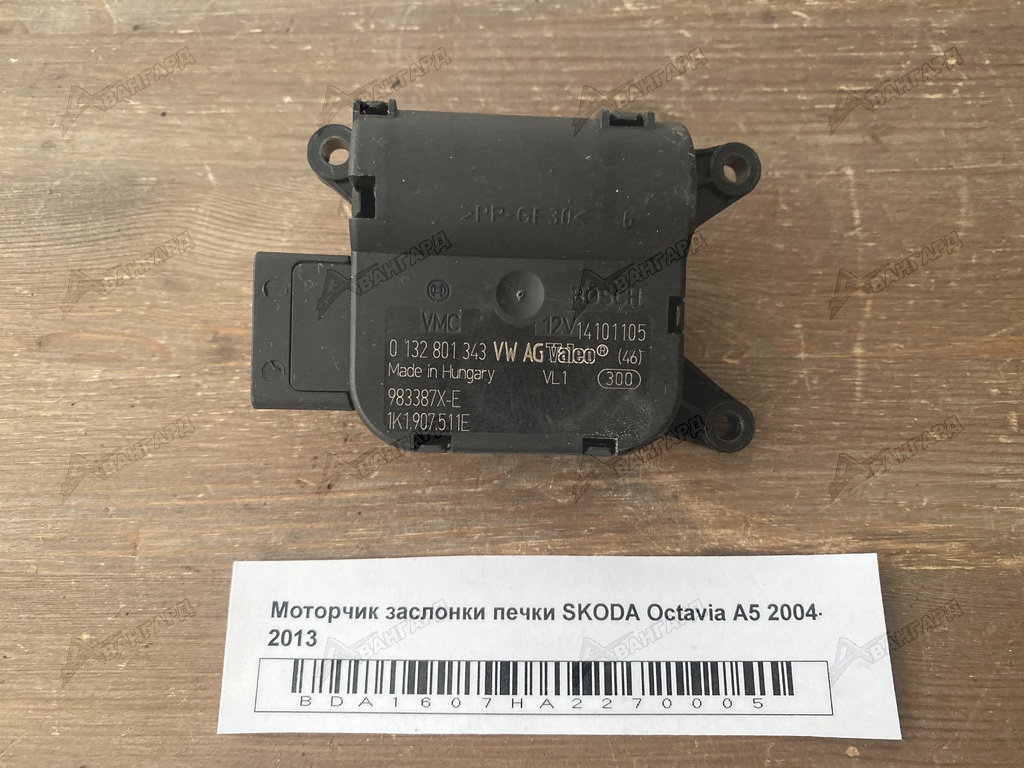 >PP-GF30< 6
BOSCH
VMC 12V 14101105
0 132 801 343 VW AG Valeo® (46)
Made in Hungary VL1 300
983387X-E
1K1.907.511E
Моторчик заслонки печки SKODA Octavia A5 2004-
2013
BDA1607HA2270005
АВАНГАРД